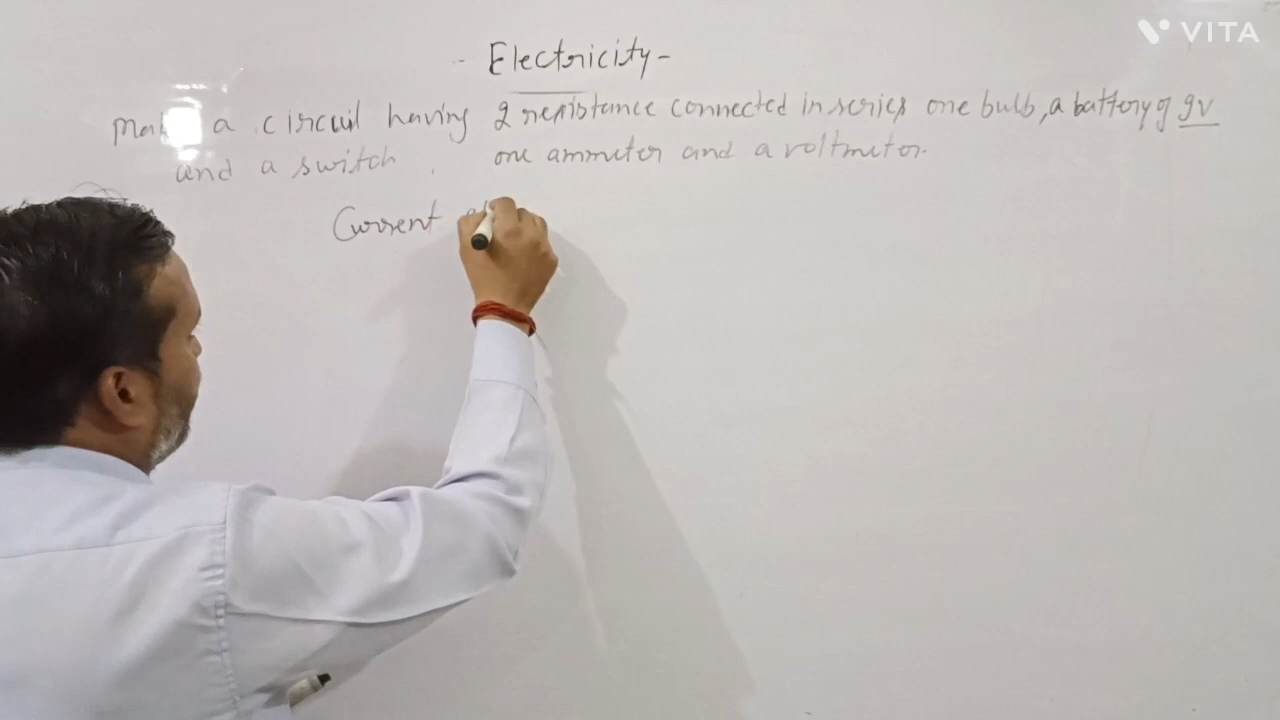 VITA
- Electricity -
Make a circuit having 2 resistance connected in series one bulb, a battery of 9v
and a switch. one ammeter and a voltmeter.
Current